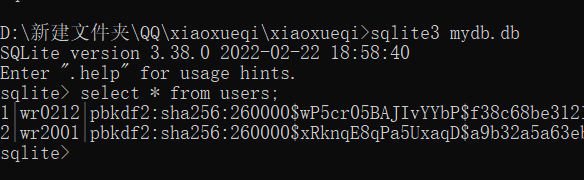 D:\新建文件夹\QQ\xiaoxueqi\xiaoxueqi>sqlite3 mydb.db
SQLite version 3.38.0 2022-02-22 18:58:40
Enter ".help" for usage hints.
sqlite> select * from users;
1|wr0212|pbkdf2:sha256:260000$wP5cr05BAJIvYYbP$f38c68be3121
2|wr2001|pbkdf2:sha256:260000$xRknqE8qPa5UxaqD$a9b32a5a63eb
sqlite>